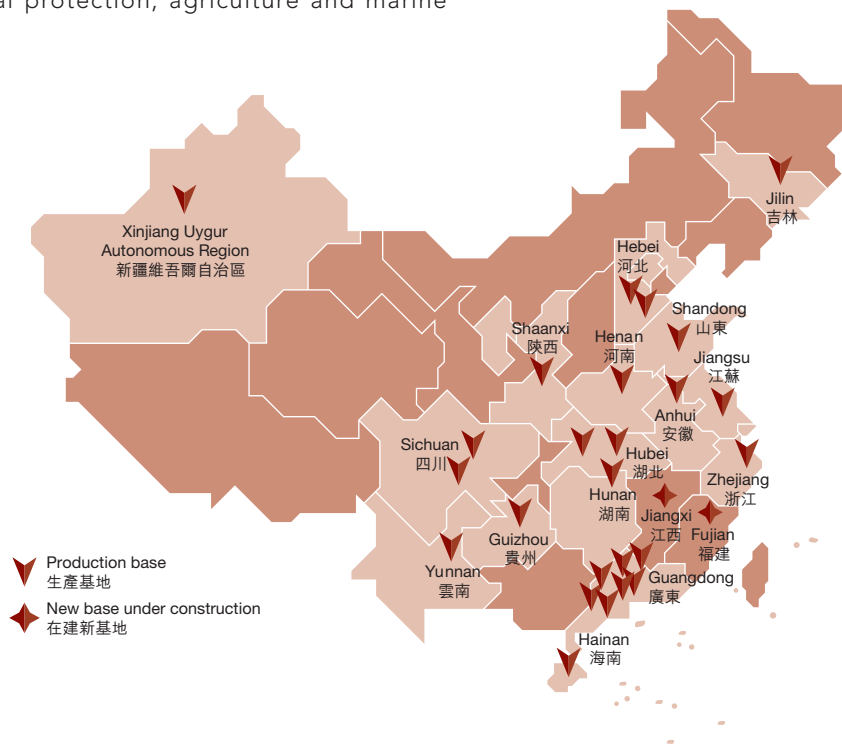 al protection, agriculture and marine
Jilin
吉林
Xinjiang Uygur
Autonomous Region
新疆維吾爾自治區
Hebei
河北
Shandong
山東
Shaanxi
陝西
Henan
河南
Jiangsu
江蘇
Anhui
安徽
Sichuan
四川
Hubei
湖北
Zhejiang
浙江
Hunan
湖南
Jiangxi
江西
Fujian
福建
Guizhou
貴州
Yunnan
雲南
Guangdong
廣東
Hainan
海南
Production base
生產基地
New base under construction
在建新基地